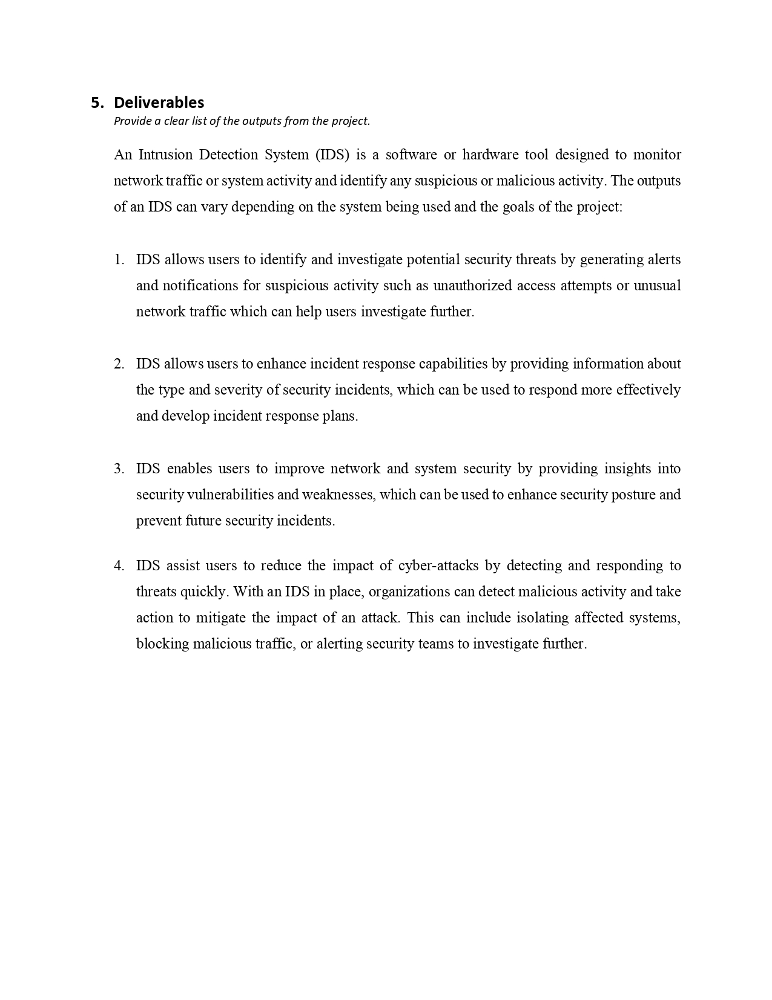 5. Deliverables
Provide a clear list of the outputs from the project.
An Intrusion Detection System (IDS) is a software or hardware tool designed to monitor
network traffic or system activity and identify any suspicious or malicious activity. The outputs
of an IDS can vary depending on the system being used and the goals of the project:
1. IDS allows users to identify and investigate potential security threats by generating alerts
and notifications for suspicious activity such as unauthorized access attempts or unusual
network traffic which can help users investigate further.
2. IDS allows users to enhance incident response capabilities by providing information about
the type and severity of security incidents, which can be used to respond more effectively
and develop incident response plans.
3. IDS enables users to improve network and system security by providing insights into
security vulnerabilities and weaknesses, which can be used to enhance security posture and
prevent future security incidents.
4. IDS assist users to reduce the impact of cyber-attacks by detecting and responding to
threats quickly. With an IDS in place, organizations can detect malicious activity and take
action to mitigate the impact of an attack. This can include isolating affected systems,
blocking malicious traffic, or alerting security teams to investigate further.